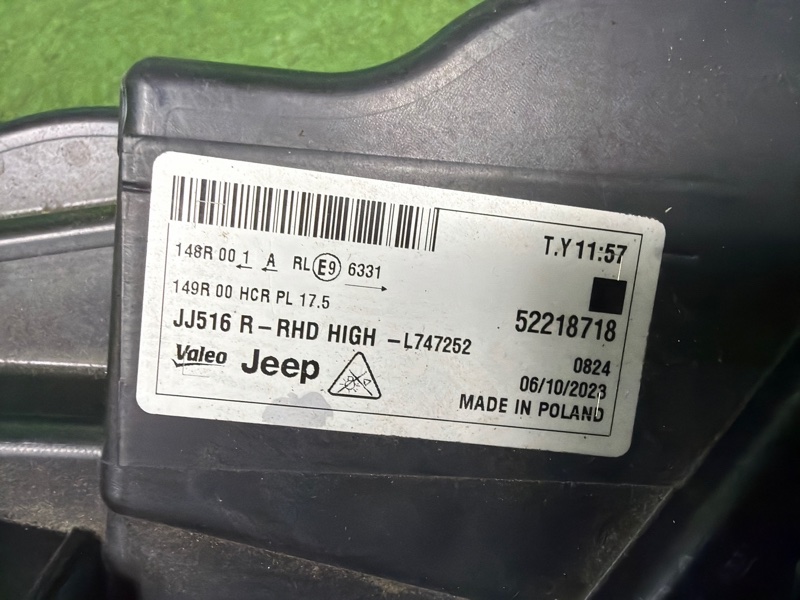 T.Y 11:57
148R 00 1 A RL E9 6331
149R 00 HCR PL 17.5
52218718
JJ516 R-RHD HIGH -L747252
Valeo Jeep
0824
06/10/2023
MADE IN POLAND